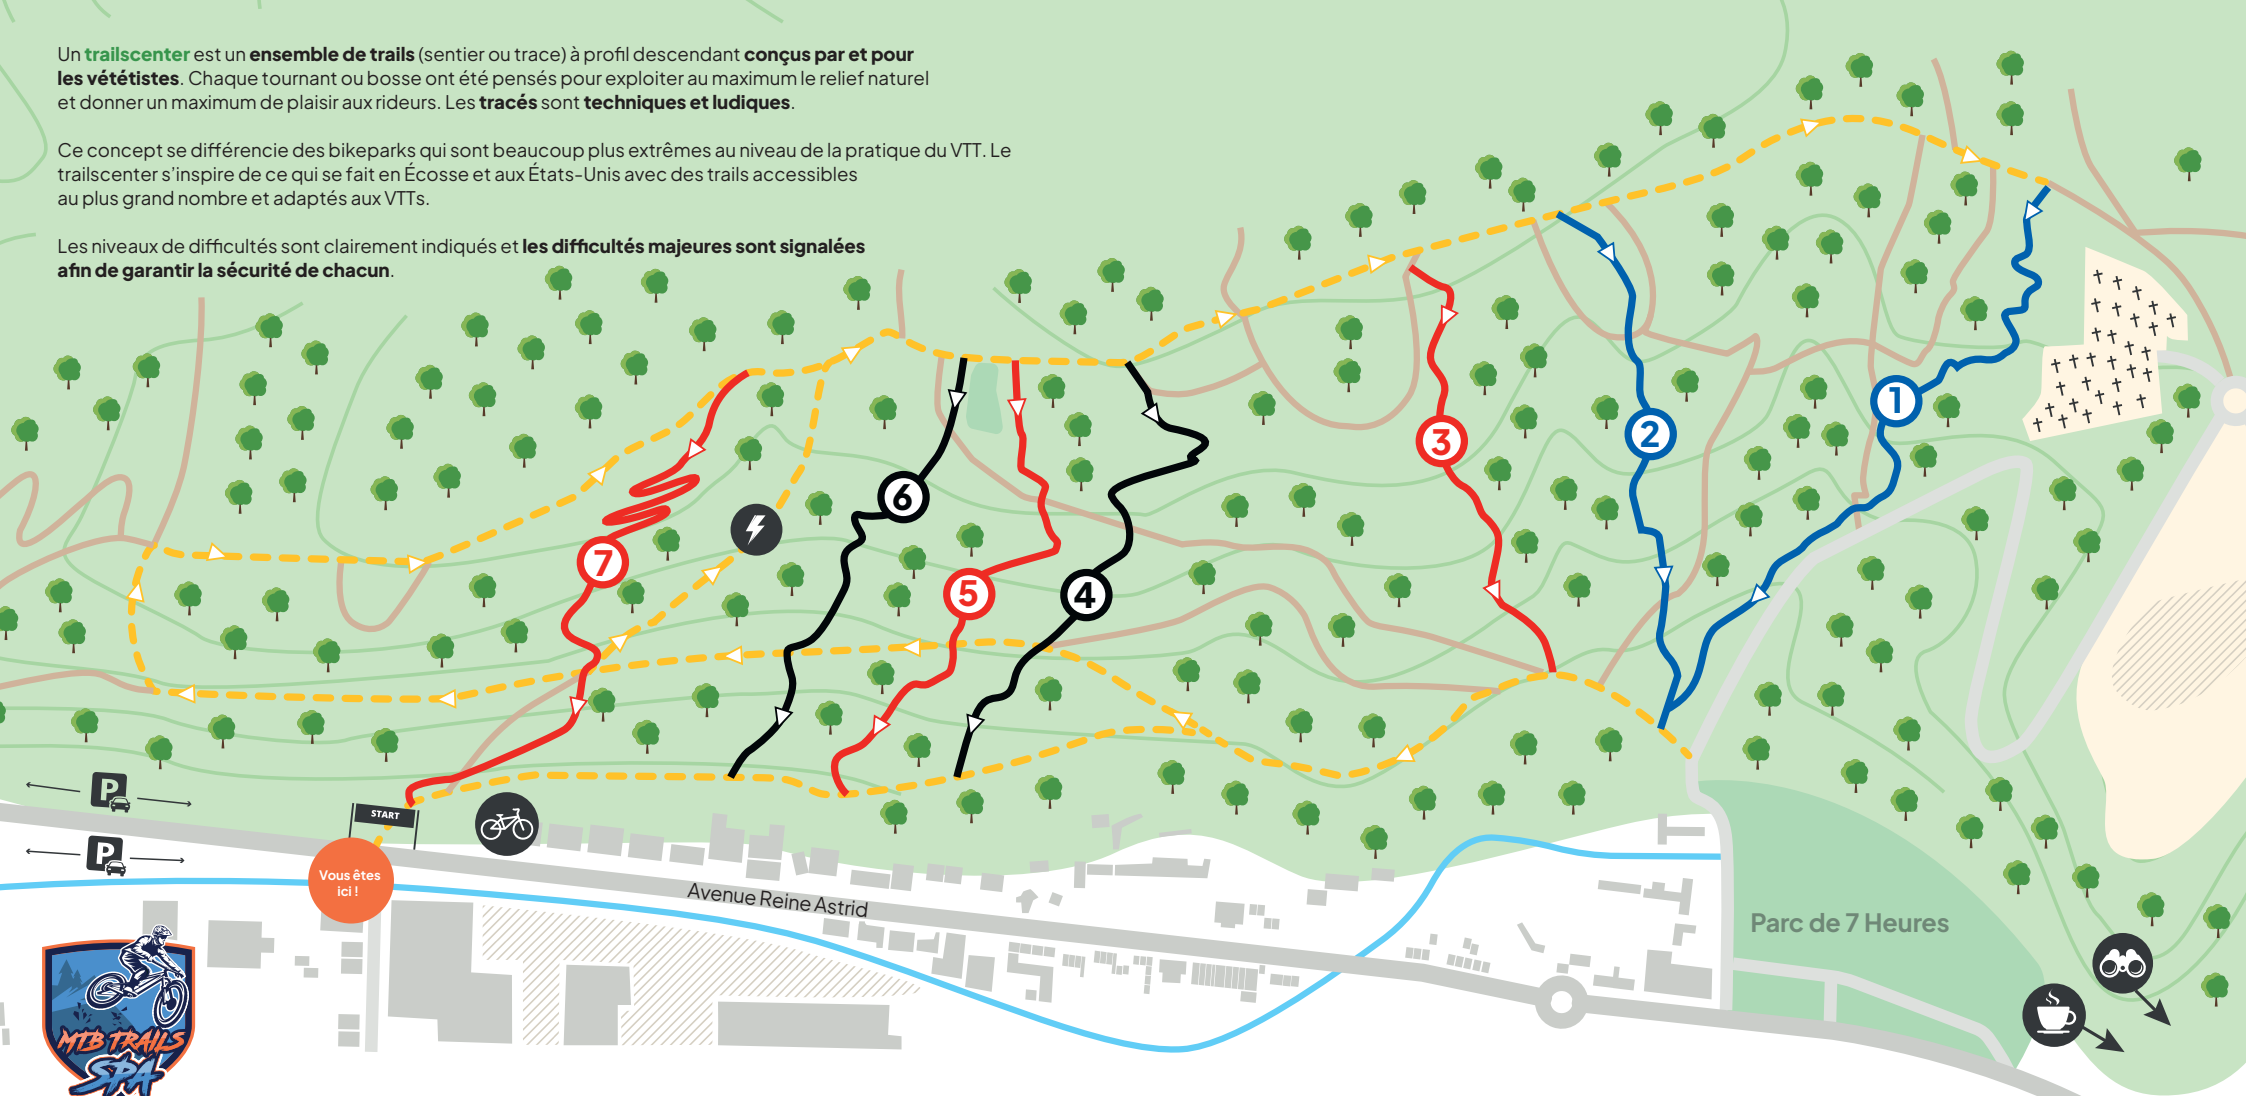 Un trailscenter est un ensemble de trails (sentier ou trace) à profil descendant conçus par et pour
les vététistes. Chaque tournant ou bosse ont été pensés pour exploiter au maximum le relief naturel
et donner un maximum de plaisir aux rideurs. Les tracés sont techniques et ludiques.
Ce concept se différencie des bikeparks qui sont beaucoup plus extrêmes au niveau de la pratique du VTT. Le
trailscenter s'inspire de ce qui se fait en Écosse et aux États-Unis avec des trails accessibles
au plus grand nombre et adaptés aux VTTs.
Les niveaux de difficultés sont clairement indiqués et les difficultés majeures sont signalées
afin de garantir la sécurité de chacun.
1
2
3
6
7
5
4
P
START
P
Vous êtes
ici !
Avenue Reine Astrid
Parc de 7 Heures
MTB TRAILS
SPA